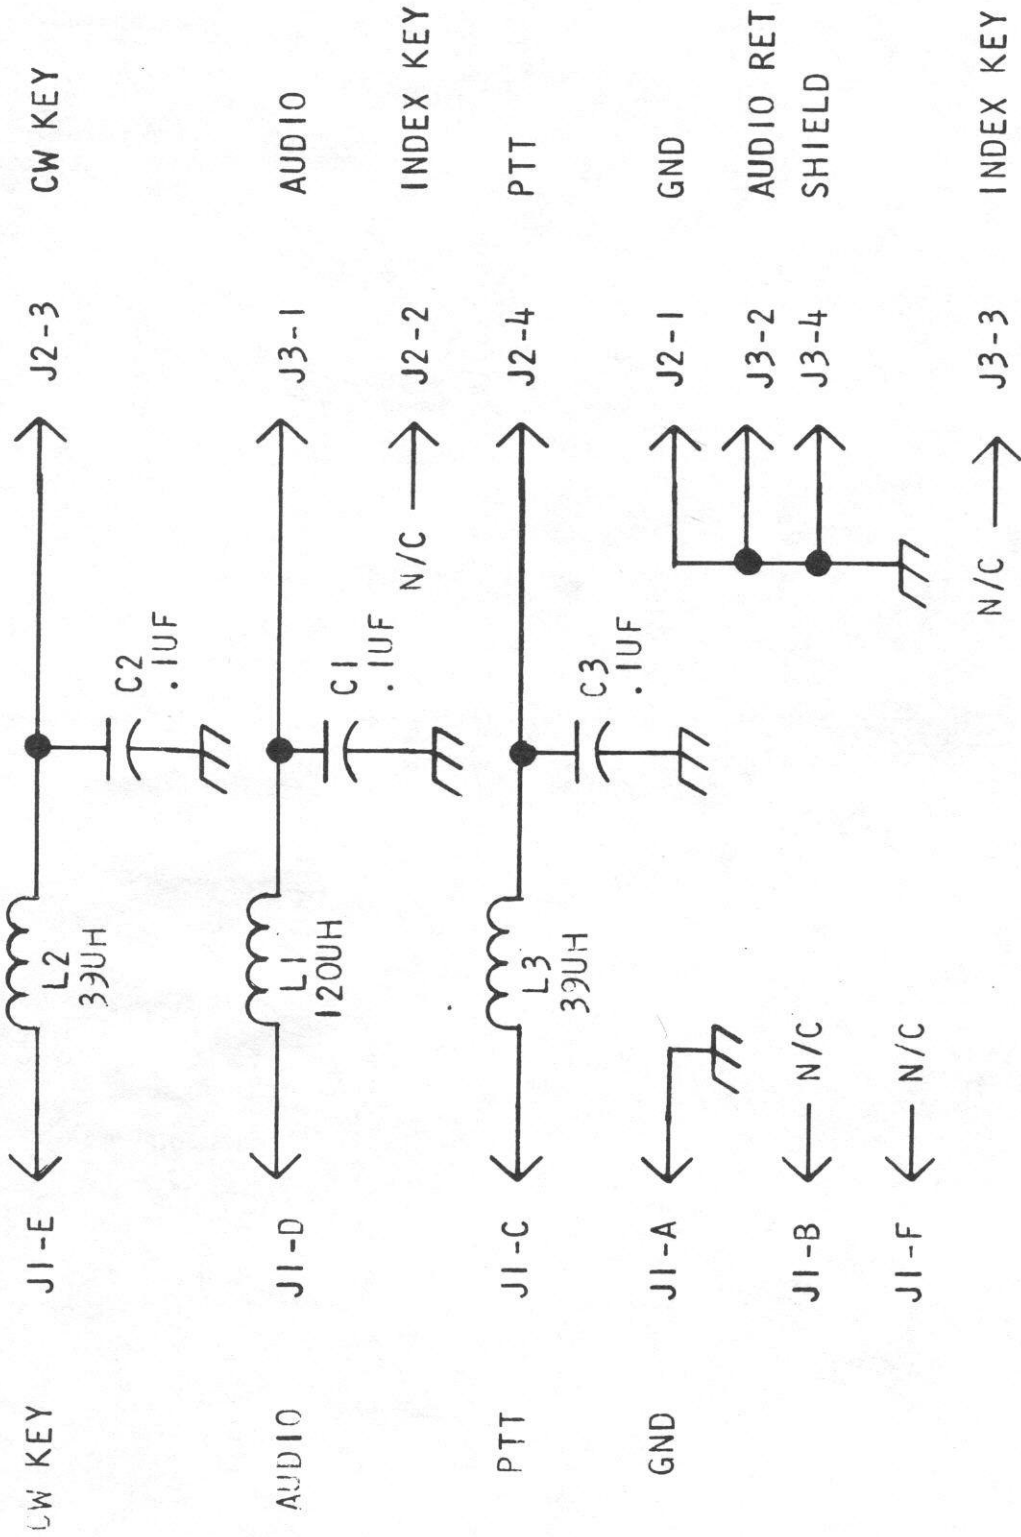 CW KEY
J1-E
L2
39UH
C2
.1UF
J2-3
CW KEY
AUDIO
J1-D
L1
120UH
C1
.1UF
J3-1
AUDIO
N/C
J2-2
INDEX KEY
PTT
J1-C
L3
39UH
C3
.1UF
J2-4
PTT
GND
J1-A
J2-1
GND
J3-2
AUDIO RET
J1-B
N/C
J3-4
SHIELD
J1-F
N/C
N/C
J3-3
INDEX KEY